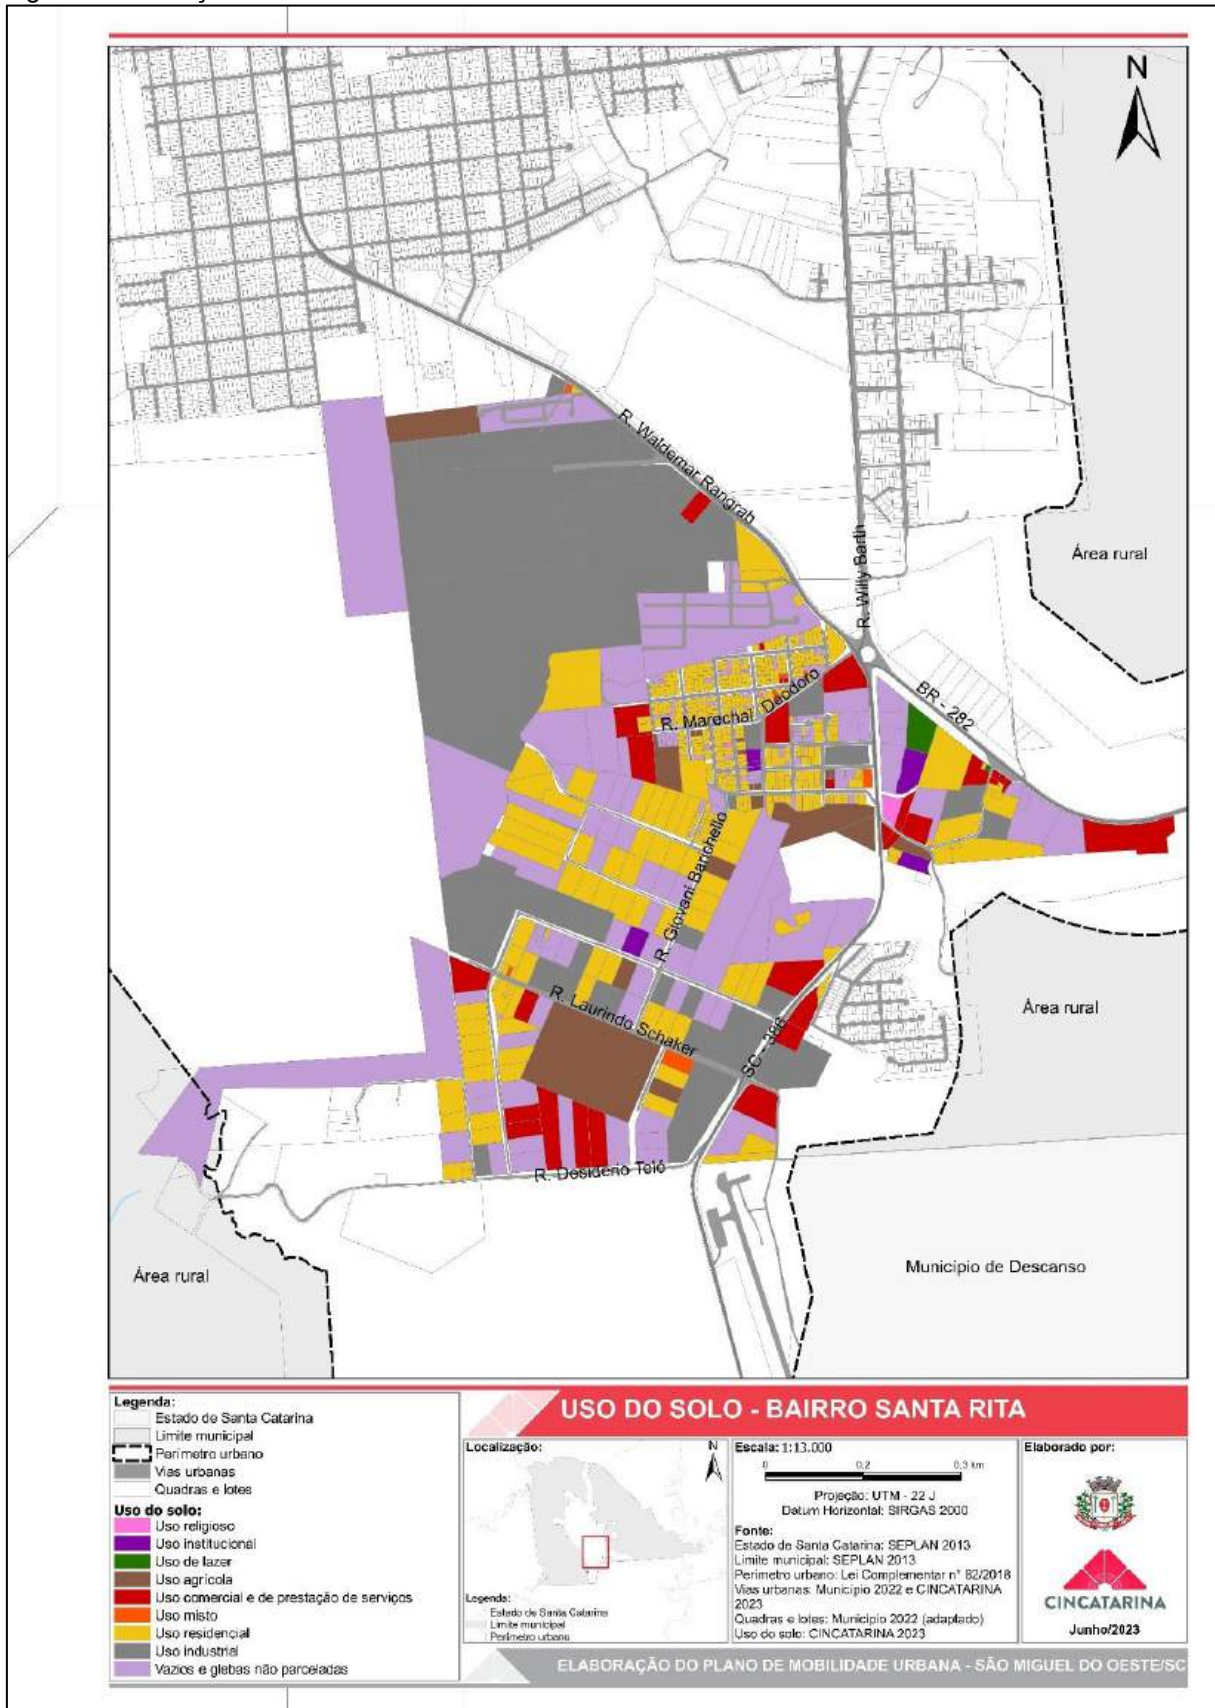 N
R. Waldemar Rangrab
R. Willy Barth
Área rural
BR - 282
R. Marechal Deodoro
R. Giovani Banchello
Área rural
R. Laurindo Schaker
SC - 386
R. Desiderio Teló
Município de Descanso
Área rural
Legenda:
Estado de Santa Catarina
Limite municipal
Perímetro urbano
Vias urbanas
Quadras e lotes
Uso do solo:
Uso religioso
Uso institucional
Uso de lazer
Uso agrícola
Uso comercial e de prestação de serviços
Uso misto
Uso residencial
Uso industrial
Vazios e glebas não parceladas
USO DO SOLO - BAIRRO SANTA RITA
Localização:
N
Legenda:
Estado de Santa Catarina
Limite municipal
Perímetro urbano
Escala: 1:13.000
0 0,2 0,3 km
Projeção: UTM - 22 J
Datum Horizontal: SIRGAS 2000
Fonte:
Estado de Santa Catarina: SEPLAN 2013
Limite municipal: SEPLAN 2013
Perímetro urbano: Lei Complementar n° 82/2018
Vias urbanas: Município 2022 e CINCATARINA
2023
Quadras e lotes: Município 2022 (adaptado)
Uso do solo: CINCATARINA 2023
Elaborado por:
CINCATARINA
Junho/2023
ELABORAÇÃO DO PLANO DE MOBILIDADE URBANA - SÃO MIGUEL DO OESTE/SC